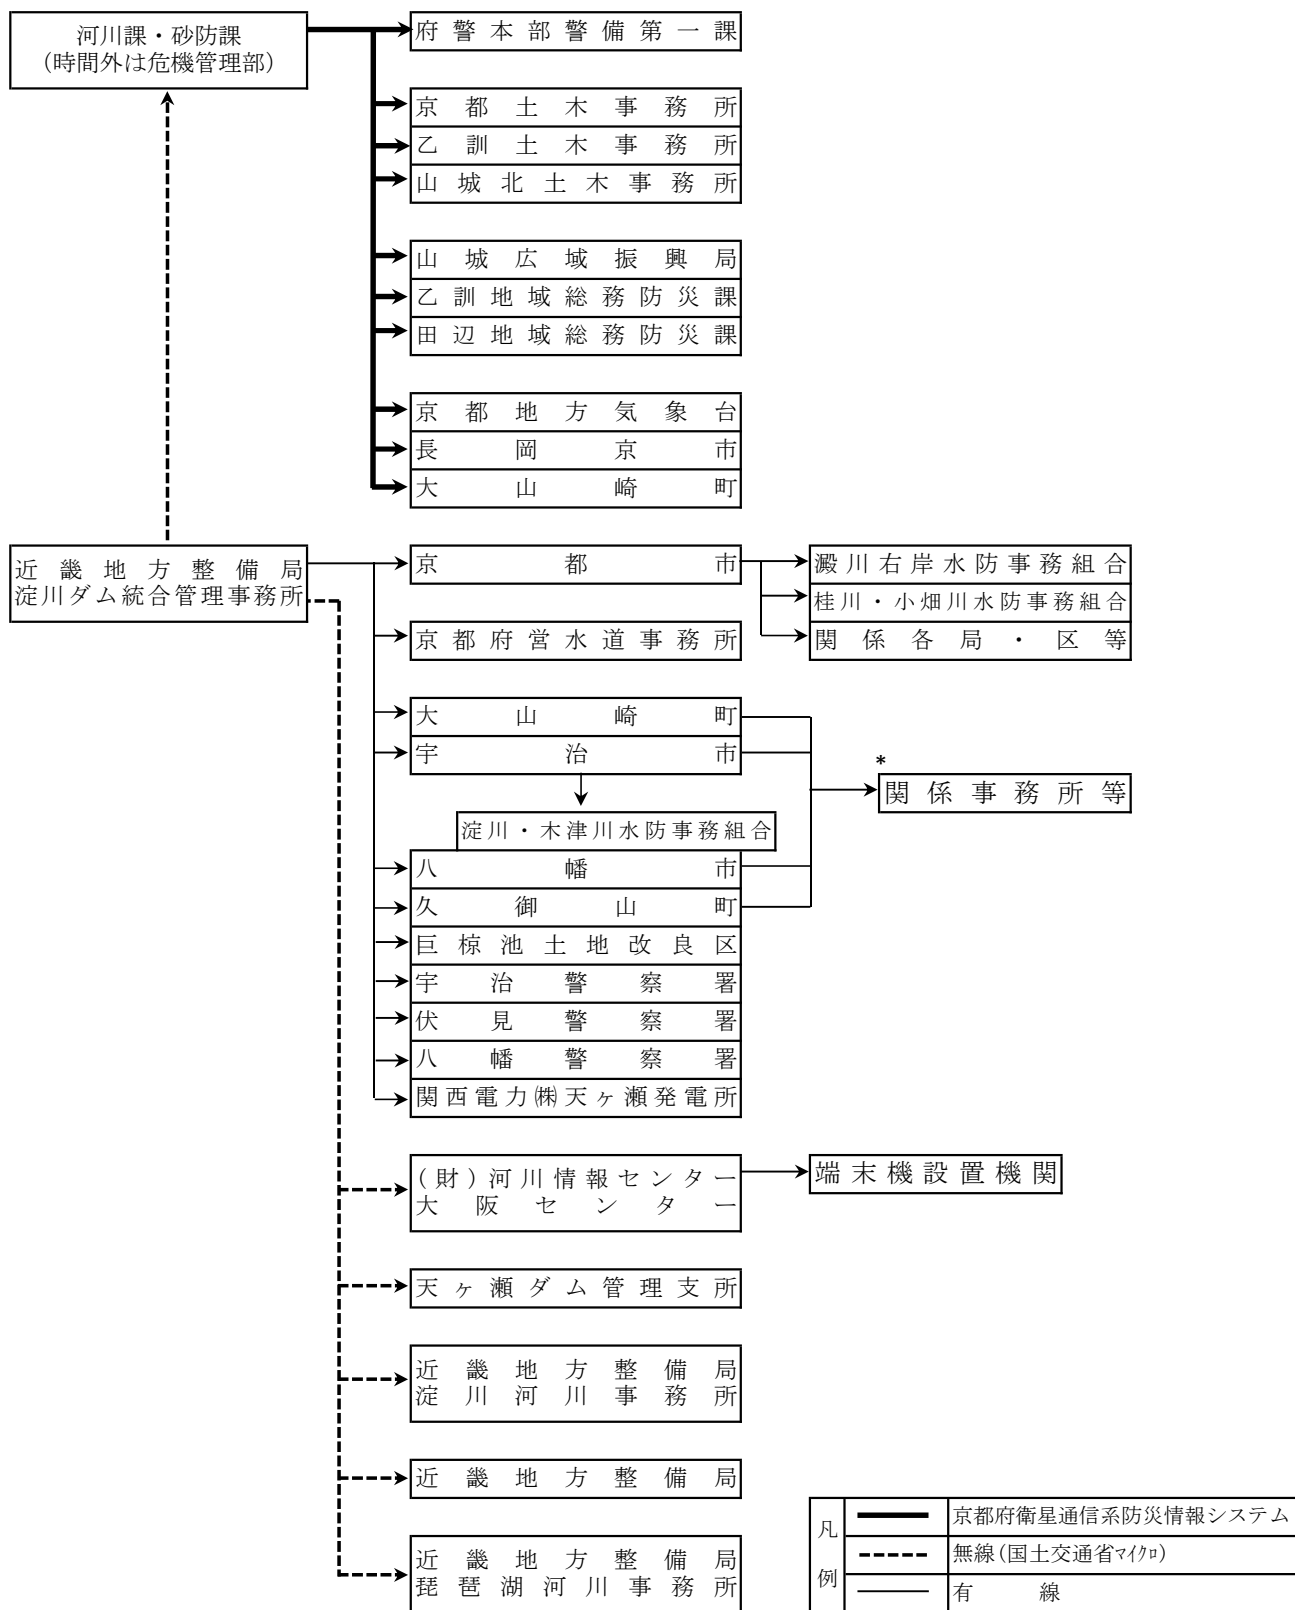 河川課・砂防課
(時間外は危機管理部)
府警本部警備第一課
京都土木事務所
乙訓土木事務所
山城北土木事務所
山城広域振興局
乙訓地域総務防災課
田辺地域総務防災課
京都地方気象台
長岡京市
大山崎町
近畿地方整備局
淀川ダム統合管理事務所
京都市
澱川右岸水防事務組合
桂川・小畑川水防事務組合
関係各局・区等
京都府営水道事務所
大山崎町
宇治市
*
関係事務所等
淀川・木津川水防事務組合
八幡市
久御山町
巨椋池土地改良区
宇治警察署
伏見警察署
八幡警察署
関西電力㈱天ヶ瀬発電所
(財)河川情報センター
大阪センター
端末機設置機関
天ヶ瀬ダム管理支所
近畿地方整備局
淀川河川事務所
近畿地方整備局
近畿地方整備局
琵琶湖河川事務所
凡例
京都府衛星通信系防災情報システム
無線(国土交通省ﾏｲｸﾛ)
有線